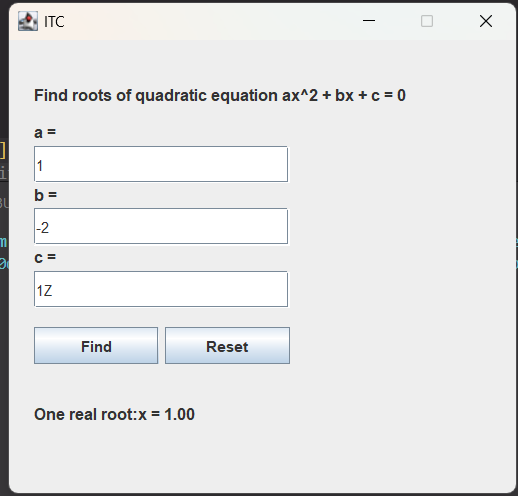 ITC
Find roots of quadratic equation ax^2 + bx + c = 0
a =
1
b =
-2
c =
1Z
Find Reset
One real root:x = 1.00